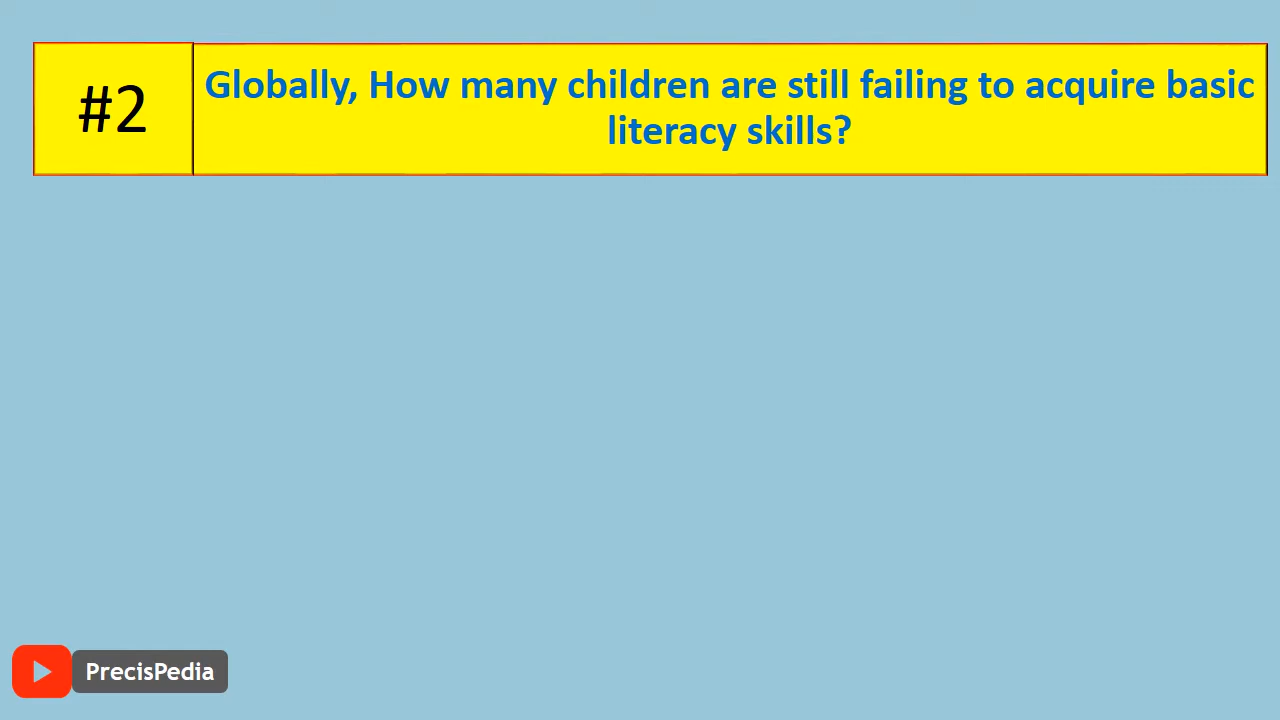 #2
Globally, How many children are still failing to acquire basic
literacy skills?
PrecisPedia